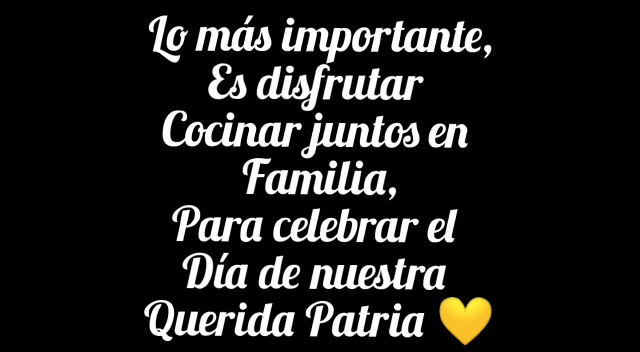 Lo más importante,
Es disfrutar
Cocinar juntos en
Familia,
Para celebrar el
Día de nuestra
Querida Patria 💛